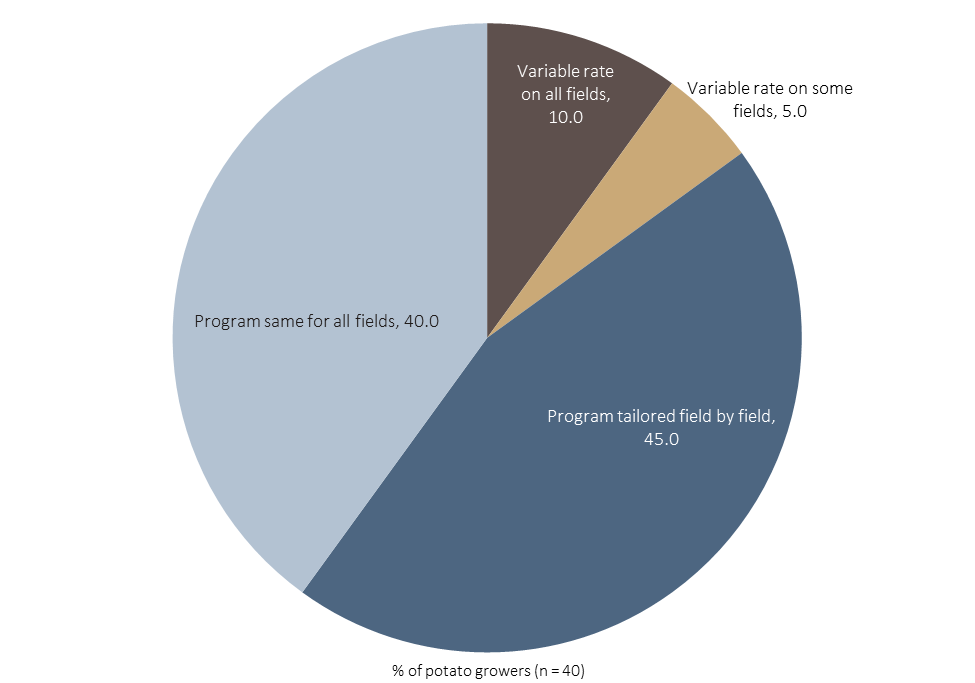 Variable rate
on all fields,
10.0
Variable rate on some
fields, 5.0
Program same for all fields, 40.0
Program tailored field by field,
45.0
% of potato growers (n = 40)